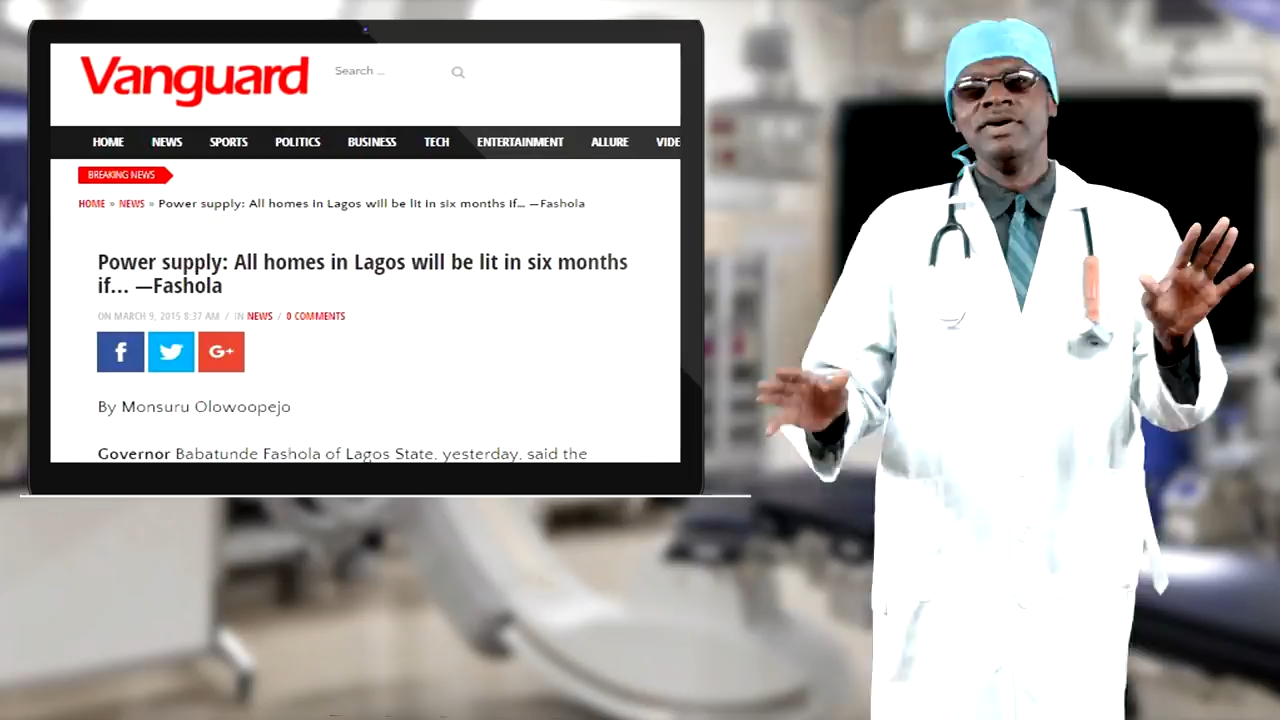 Vanguard
Search ...
HOME NEWS SPORTS POLITICS BUSINESS TECH ENTERTAINMENT ALLURE VIDE
BREAKING NEWS
HOME » NEWS » Power supply: All homes in Lagos will be lit in six months if... —Fashola
Power supply: All homes in Lagos will be lit in six months
if... —Fashola
ON MARCH 9, 2015 8:37 AM / IN NEWS / 0 COMMENTS
f G+
By Monsuru Olowoopejo
Governor Babatunde Fashola of Lagos State, yesterday, said the